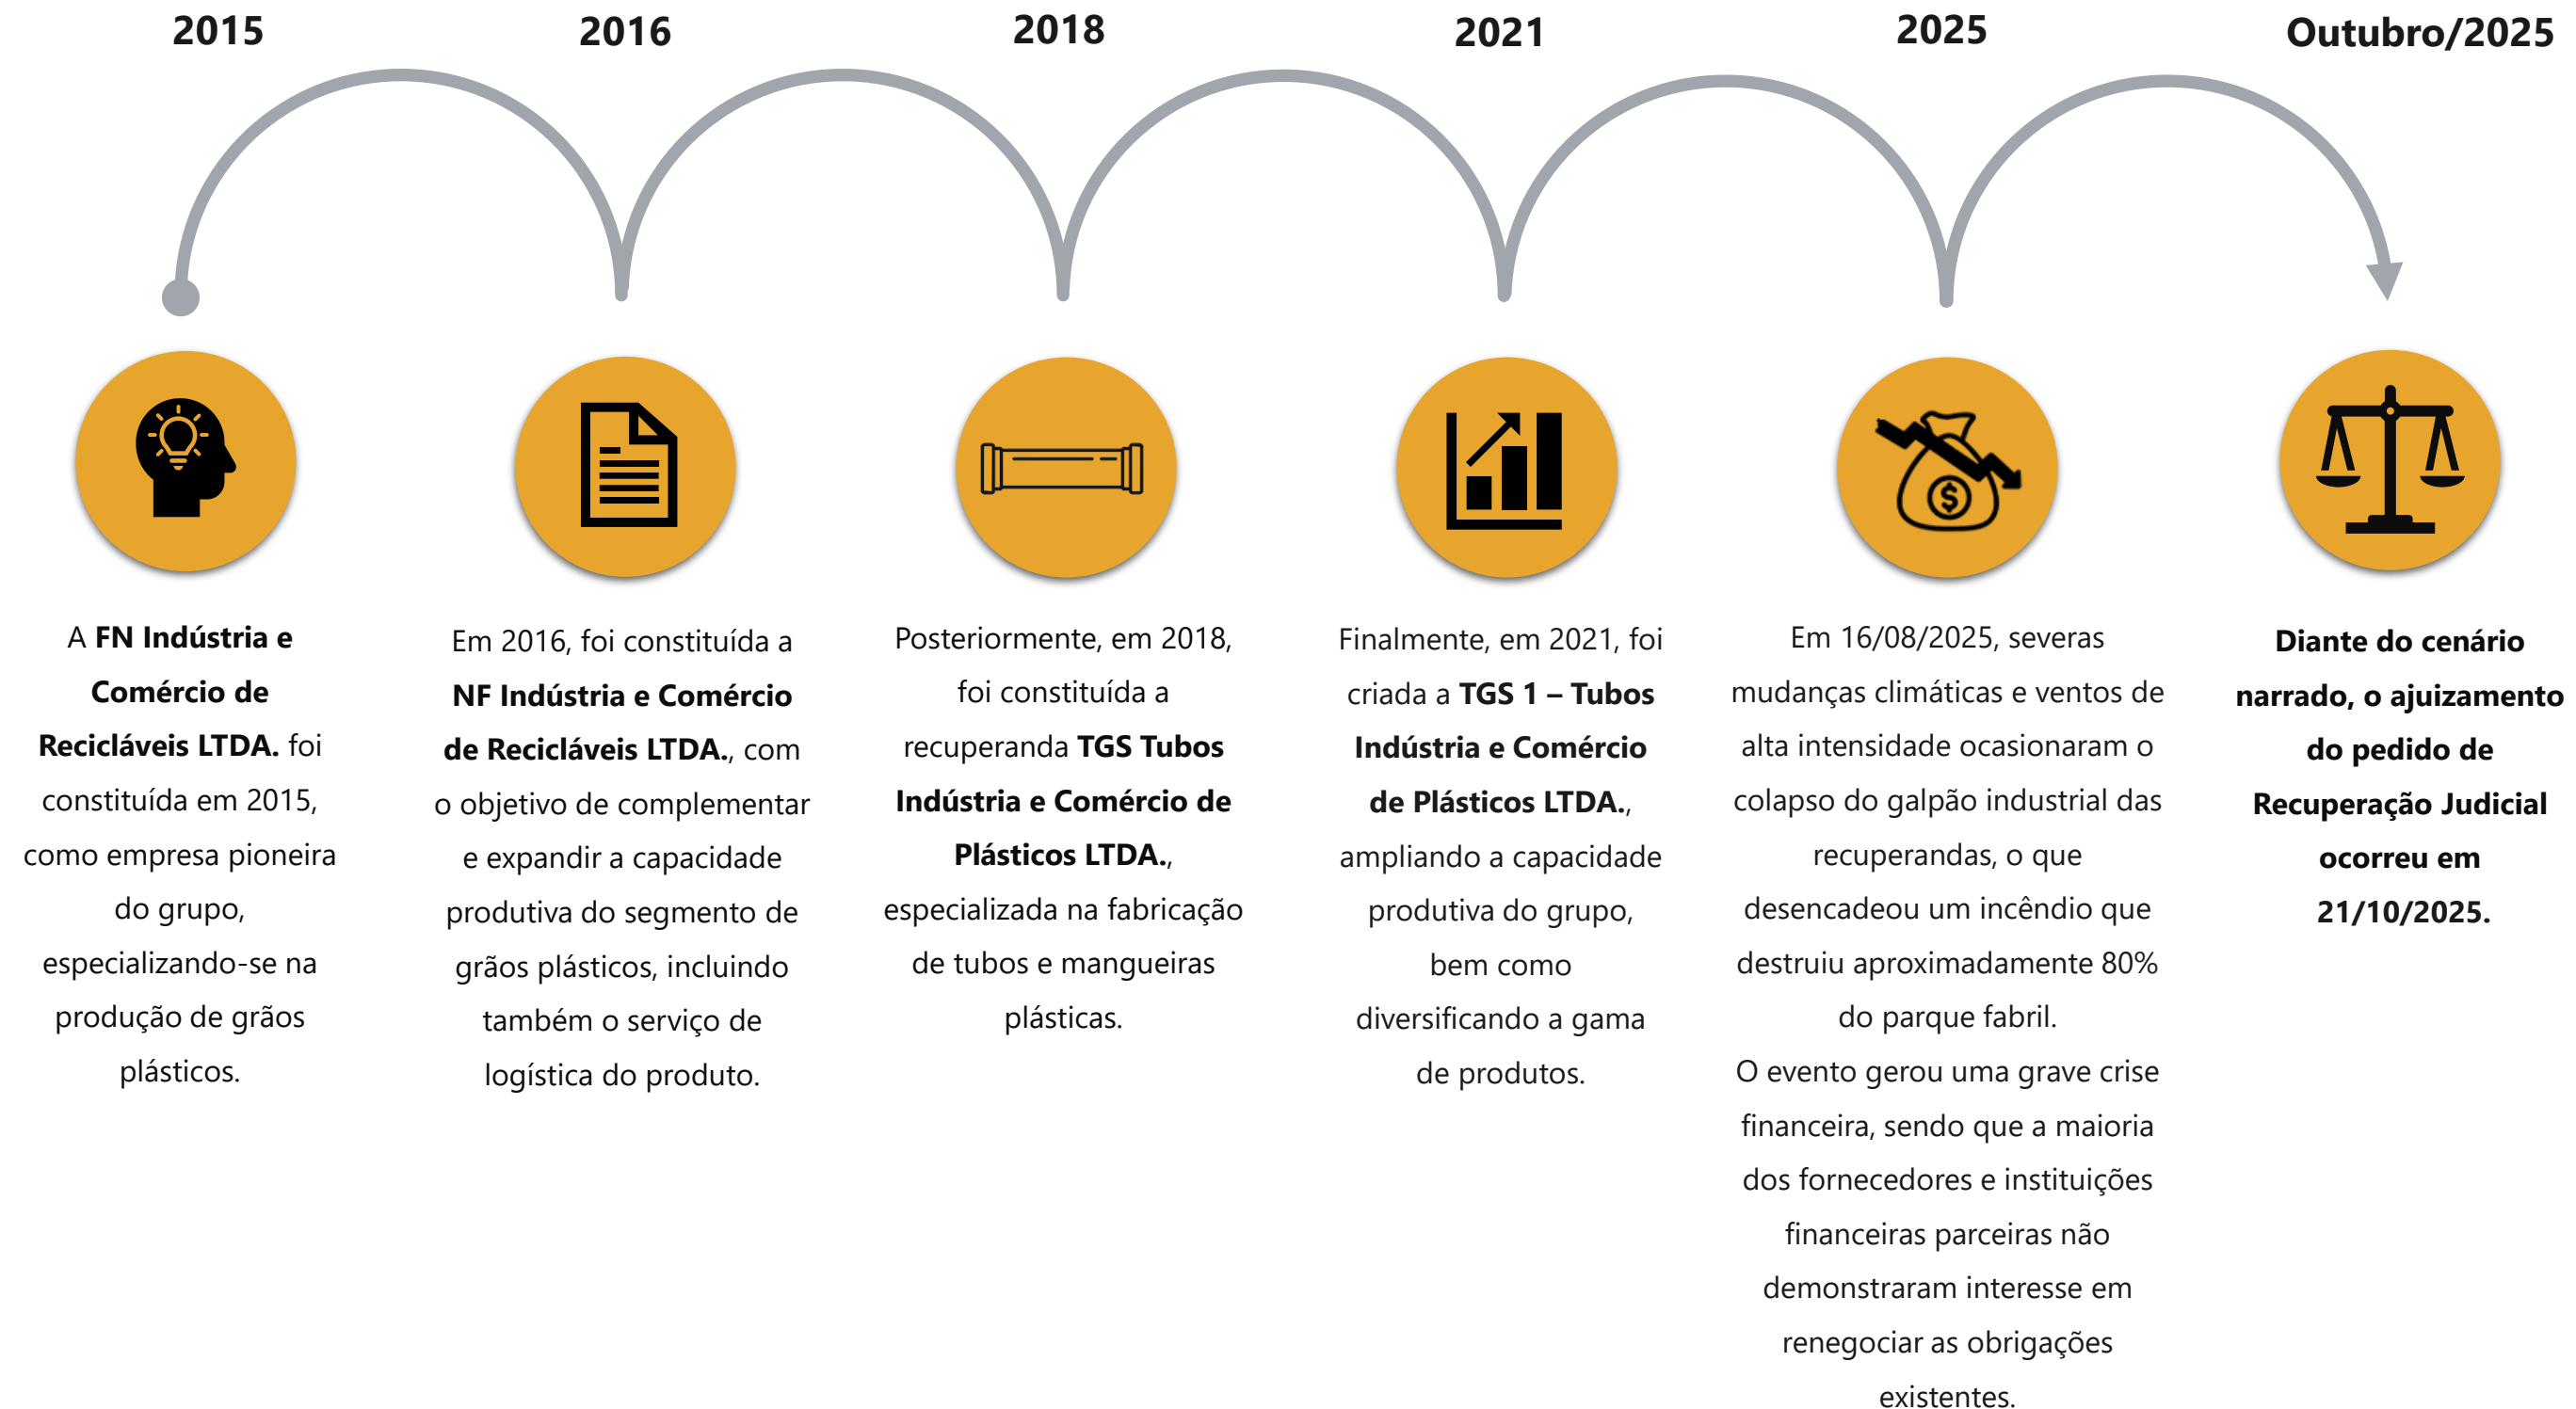 2015
2016
2018
2021
2025
Outubro/2025
A FN Indústria e
Comércio de
Recicláveis LTDA. foi
constituída em 2015,
como empresa pioneira
do grupo,
especializando-se na
produção de grãos
plásticos.
Em 2016, foi constituída a
NF Indústria e Comércio
de Recicláveis LTDA., com
o objetivo de complementar
e expandir a capacidade
produtiva do segmento de
grãos plásticos, incluindo
também o serviço de
logística do produto.
Posteriormente, em 2018,
foi constituída a
recuperanda TGS Tubos
Indústria e Comércio de
Plásticos LTDA.,
especializada na fabricação
de tubos e mangueiras
plásticas.
Finalmente, em 2021, foi
criada a TGS 1 – Tubos
Indústria e Comércio
de Plásticos LTDA.,
ampliando a capacidade
produtiva do grupo,
bem como
diversificando a gama
de produtos.
$
Em 16/08/2025, severas
mudanças climáticas e ventos de
alta intensidade ocasionaram o
colapso do galpão industrial das
recuperandas, o que
desencadeou um incêndio que
destruiu aproximadamente 80%
do parque fabril.
O evento gerou uma grave crise
financeira, sendo que a maioria
dos fornecedores e instituições
financeiras parceiras não
demonstraram interesse em
renegociar as obrigações
existentes.
Diante do cenário
narrado, o ajuizamento
do pedido de
Recuperação Judicial
ocorreu em
21/10/2025.